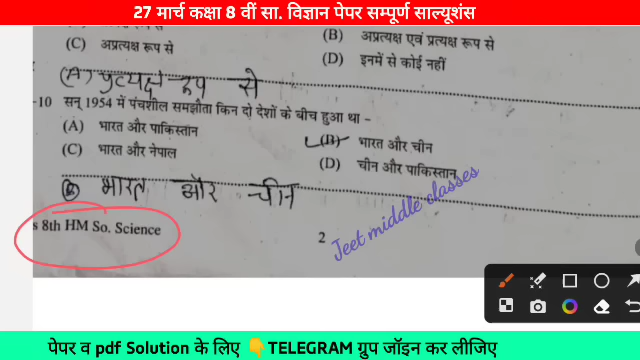 27 मार्च कक्षा 8 वीं सा. विज्ञान पेपर सम्पूर्ण साल्यूशंस
(C) अप्रत्यक्ष रूप से
(B) अप्रत्यक्ष एवं प्रत्यक्ष रूप से
(D) इनमें से कोई नहीं
(A) प्रत्यक्ष रूप से
-10 सन् 1954 में पंचशील समझौता किन दो देशों के बीच हुआ था -
(A) भारत और पाकिस्तान
(B) भारत और चीन
(C) भारत और नेपाल
(D) चीन और पाकिस्तान
(B) भारत और चीन
s 8th HM So. Science
2
Jeet middle classes
पेपर व pdf Solution के लिए 👇 TELEGRAM ग्रुप जॉइन कर लीजिए